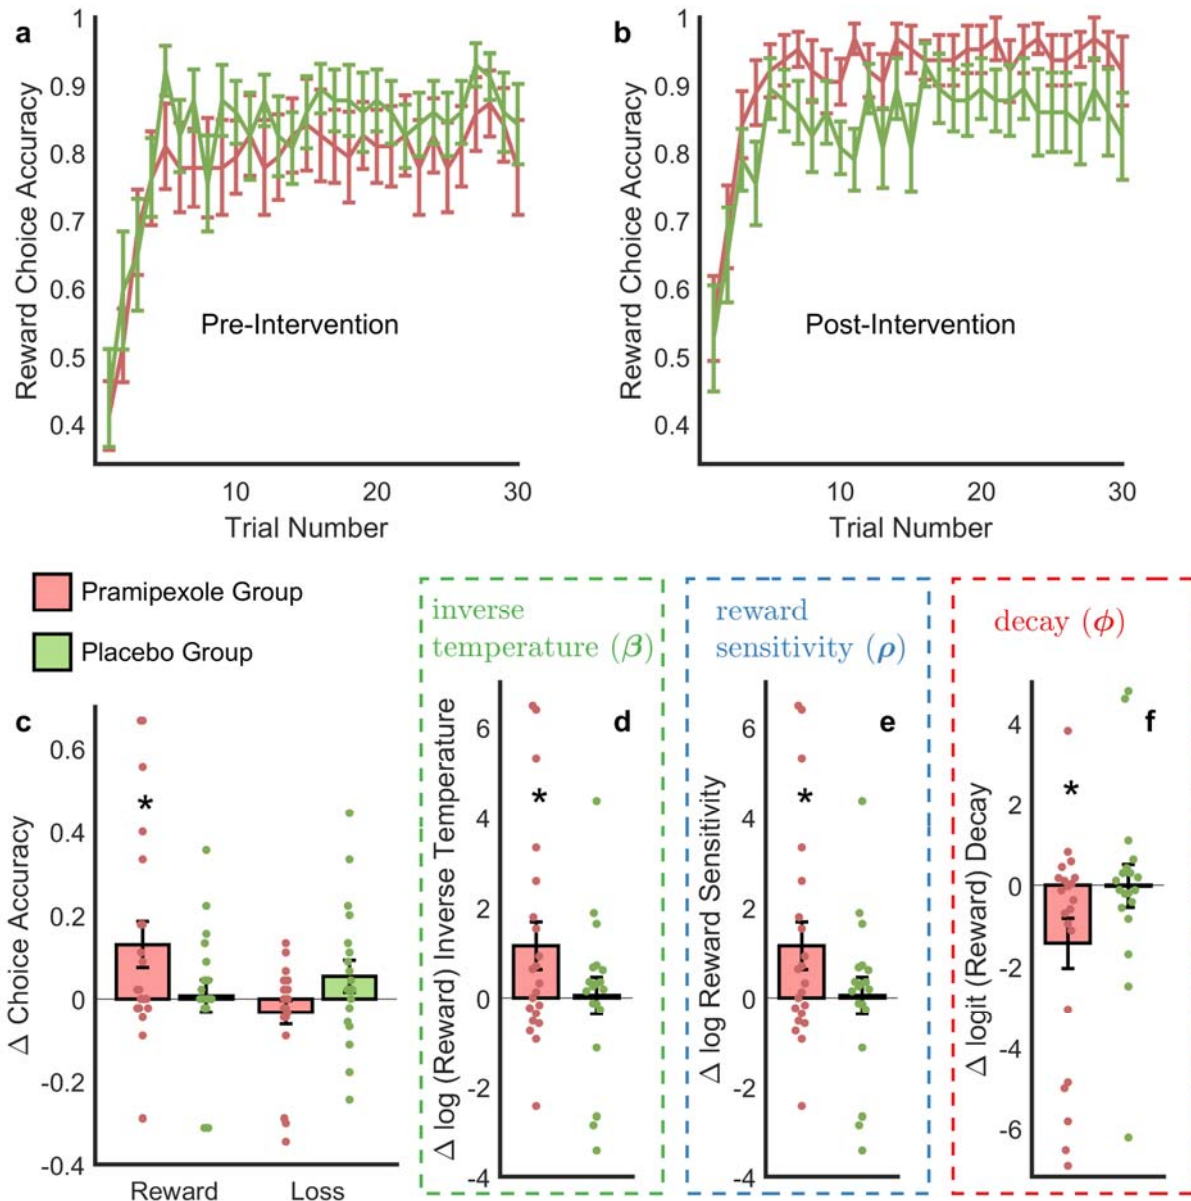 a
1
0.9
0.8
0.7
0.6
0.5
0.4
Reward Choice Accuracy
Pre-Intervention
10 20 30
Trial Number
b
1
0.9
0.8
0.7
0.6
0.5
0.4
Reward Choice Accuracy
Post-Intervention
10 20 30
Trial Number
Pramipexole Group
Placebo Group
c
0.6
0.4
0.2
0
-0.2
-0.4
Δ Choice Accuracy
*
Reward Loss
inverse
temperature (β)
d
6
4
2
0
-2
-4
Δ log (Reward) Inverse Temperature
*
reward
sensitivity (ρ)
e
6
4
2
0
-2
-4
Δ log Reward Sensitivity
*
decay (ϕ)
f
4
2
0
-2
-4
-6
Δ logit (Reward) Decay
*